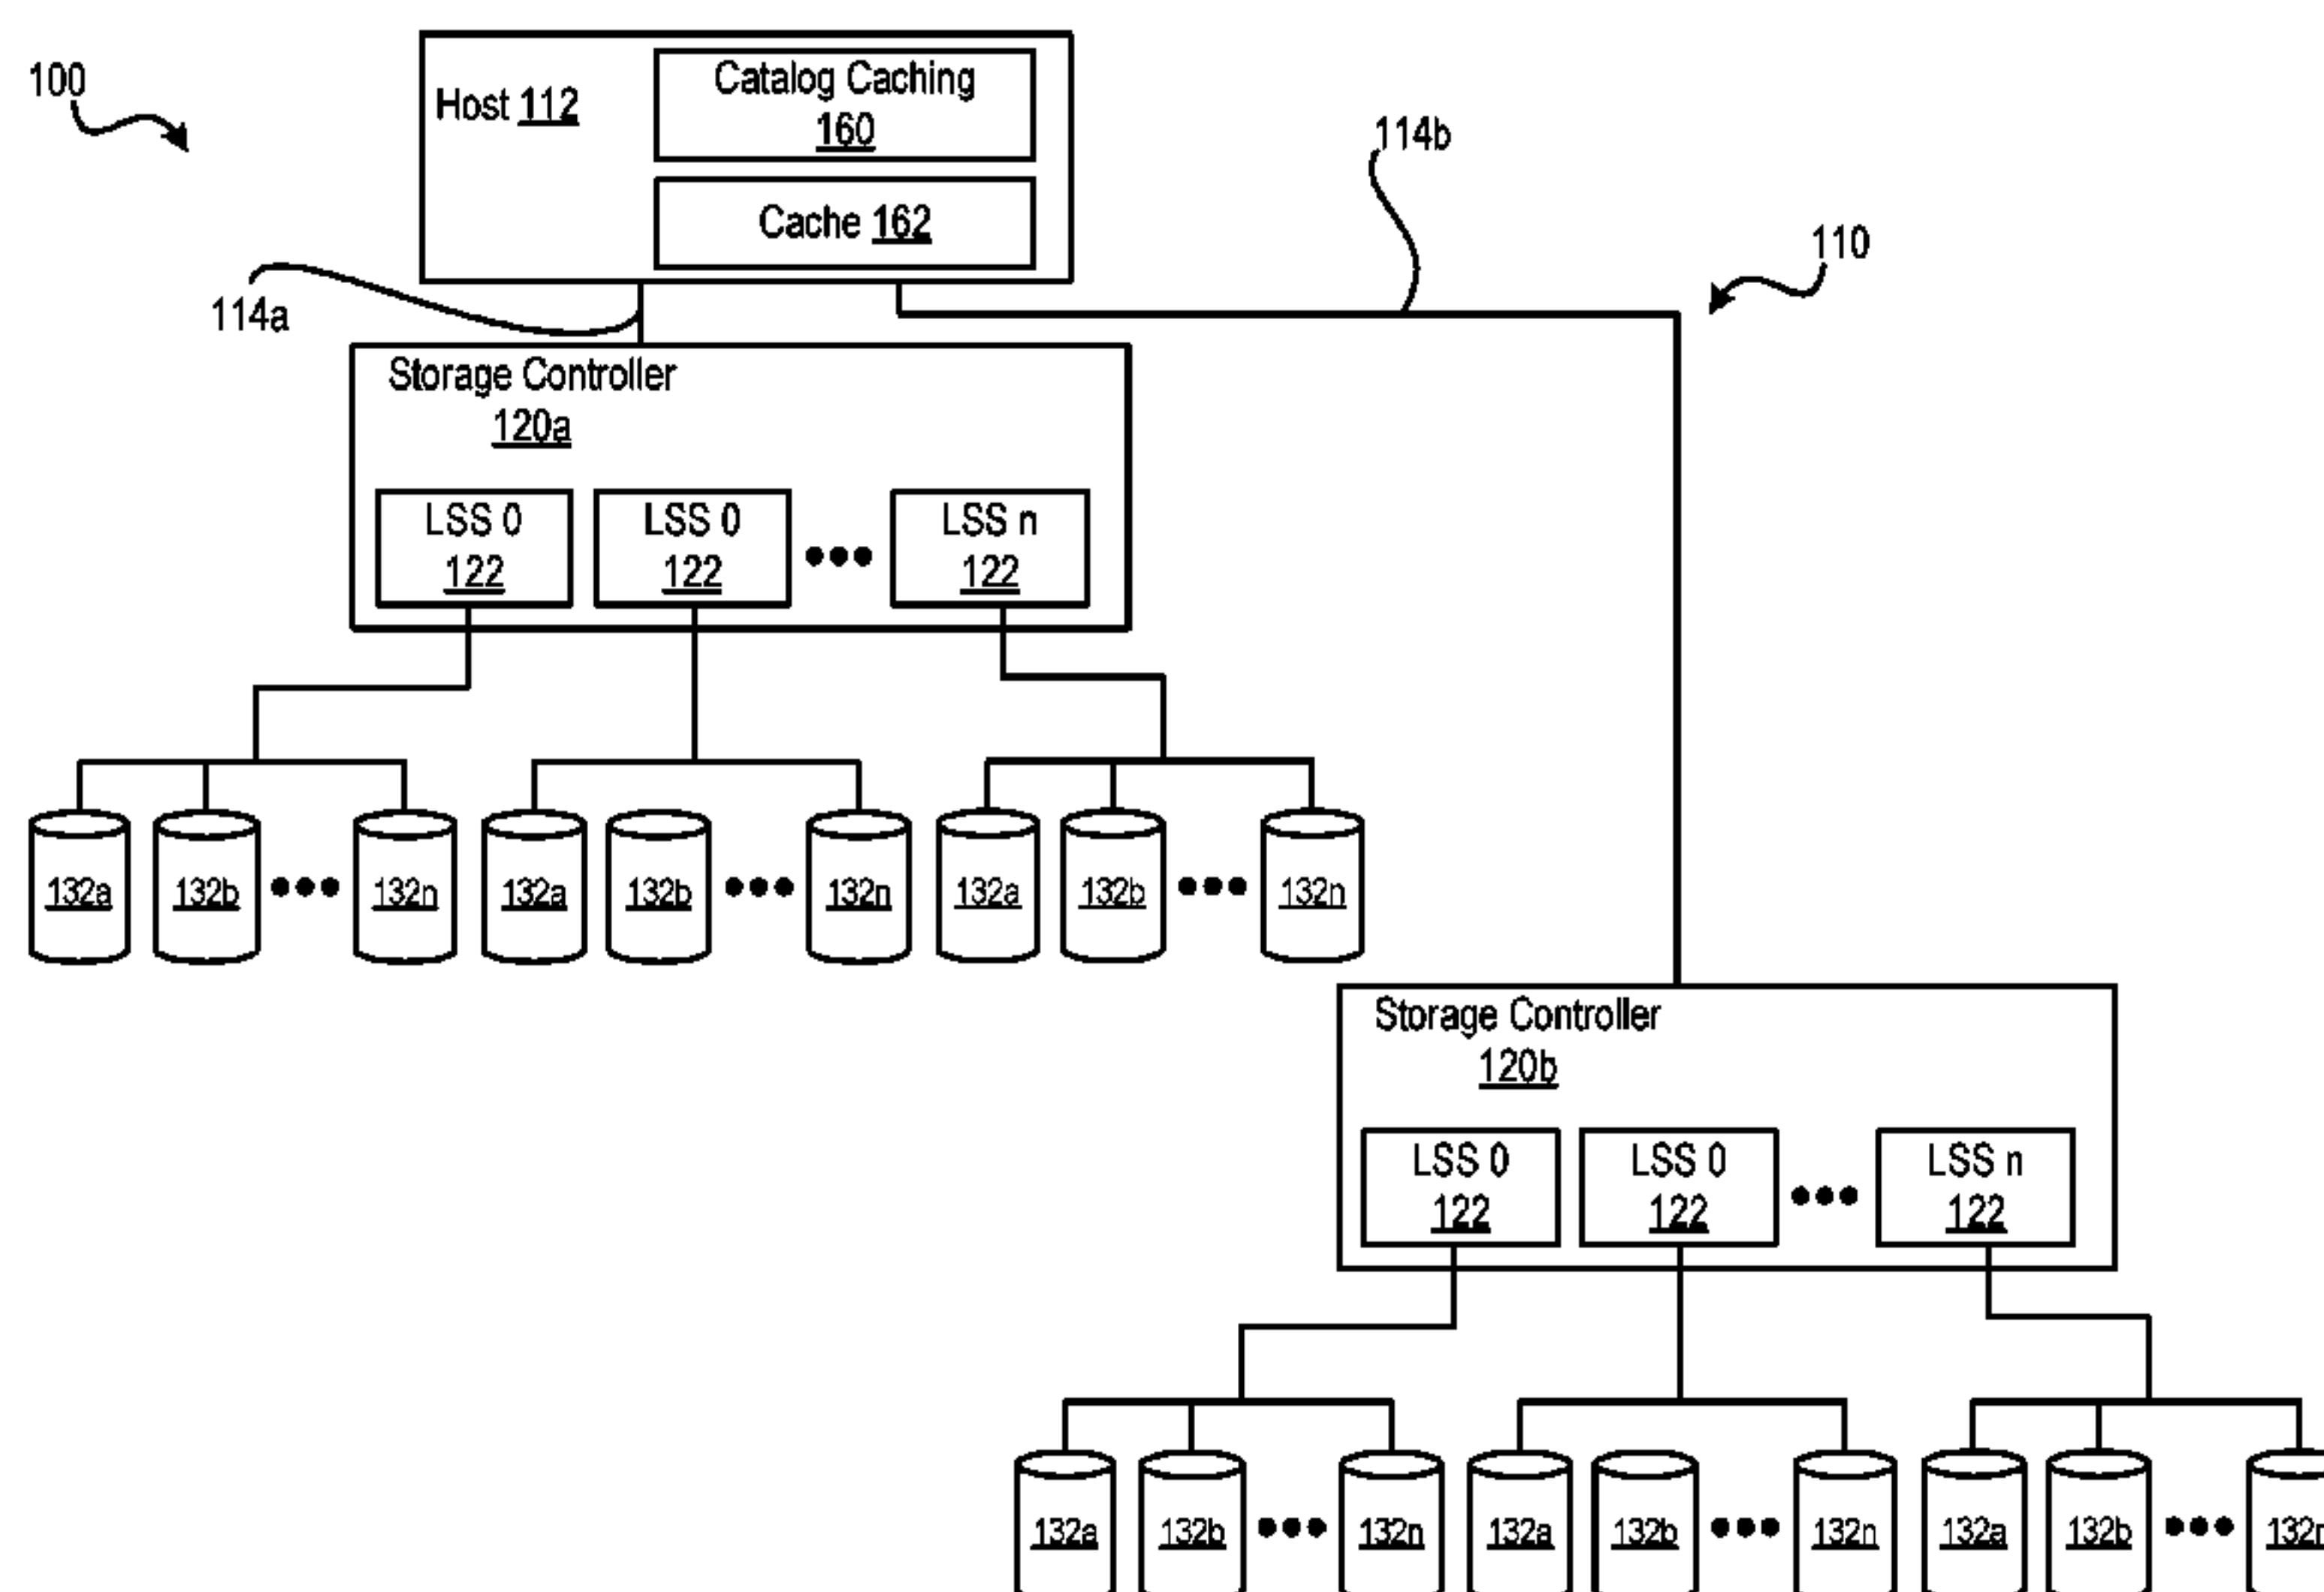 100
Host 112
Catalog Caching
160
Cache 162
114a
114b
110
Storage Controller
120a
LSS 0
122
LSS 0
122
LSS n
122
132a
132b
132n
132a
132b
132n
132a
132b
132n
Storage Controller
120b
LSS 0
122
LSS 0
122
LSS n
122
132a
132b
132n
132a
132b
132n
132a
132b